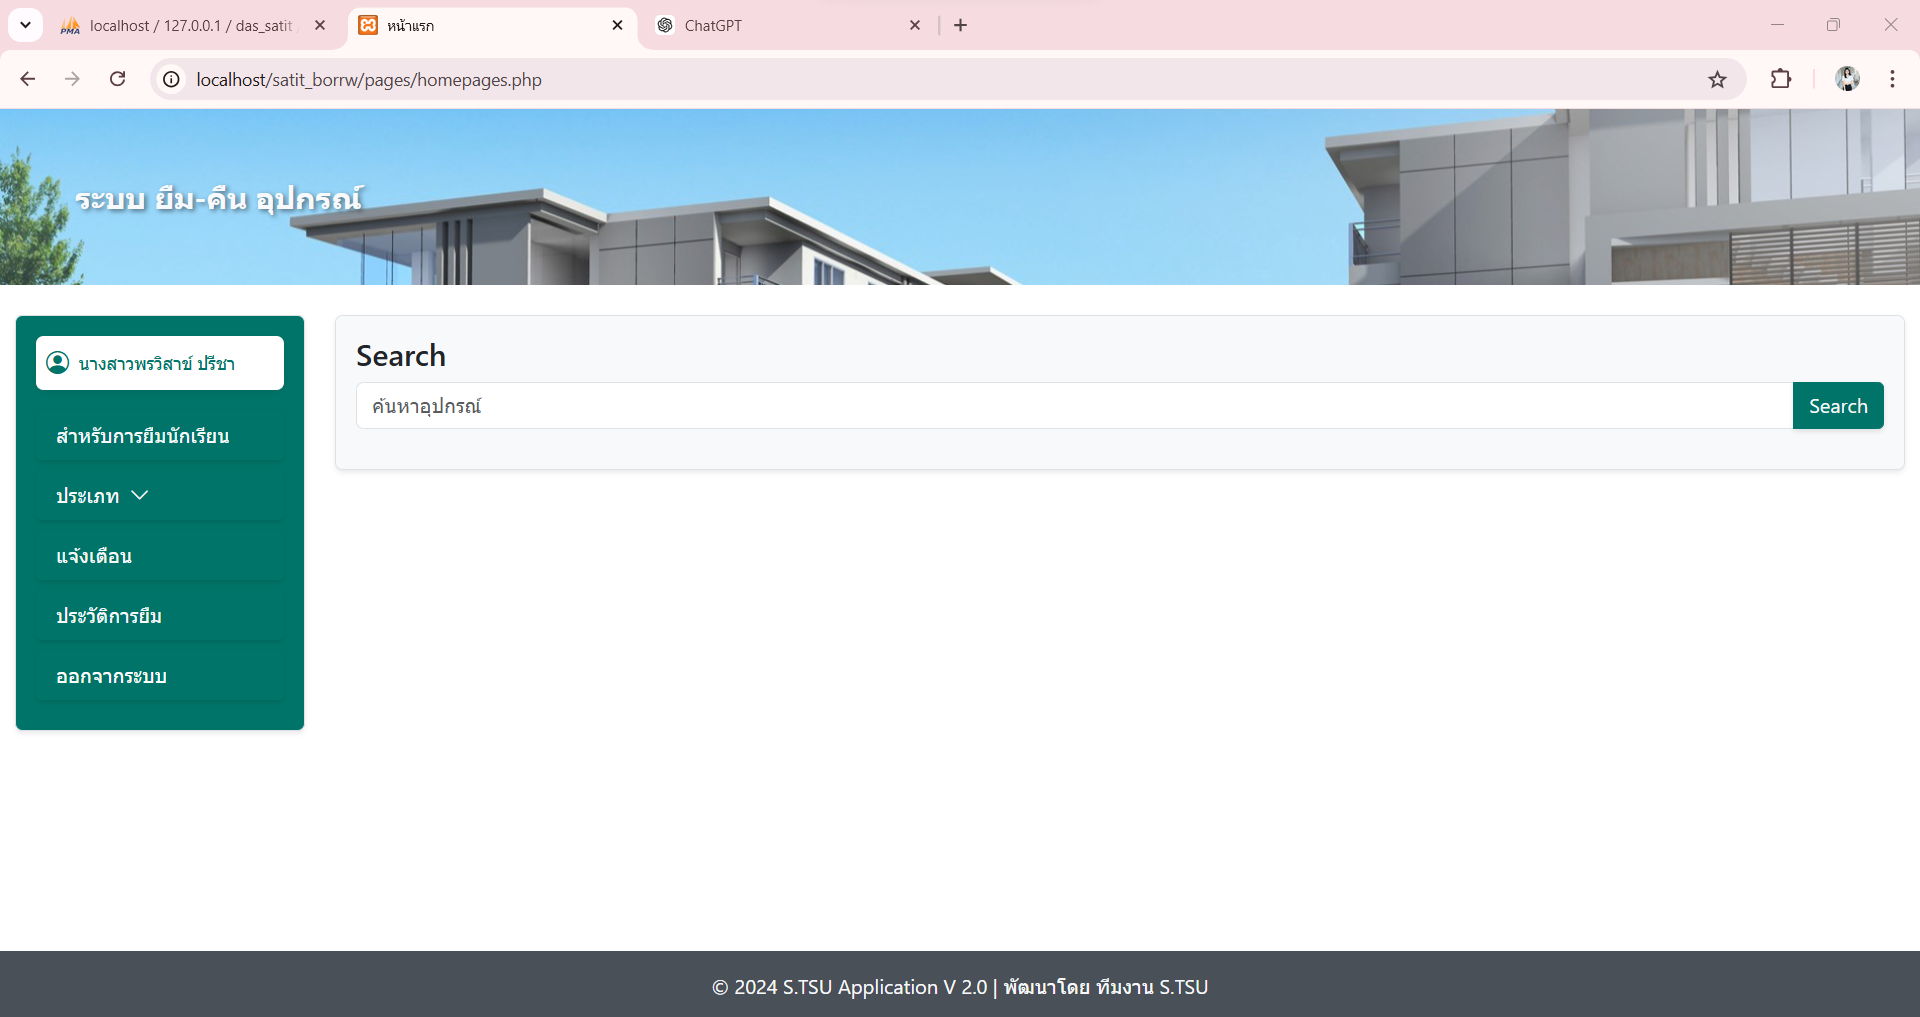 localhost / 127.0.0.1 / das_satit
หน้าแรก
ChatGPT
localhost/satit_borrw/pages/homepages.php
ระบบ ยืม-คืน อุปกรณ์
นางสาวพรวิสาข์ ปรีชา
สำหรับการยืมนักเรียน
ประเภท
แจ้งเตือน
ประวัติการยืม
ออกจากระบบ
Search
ค้นหาอุปกรณ์
Search
© 2024 S.TSU Application V 2.0 | พัฒนาโดย ทีมงาน S.TSU